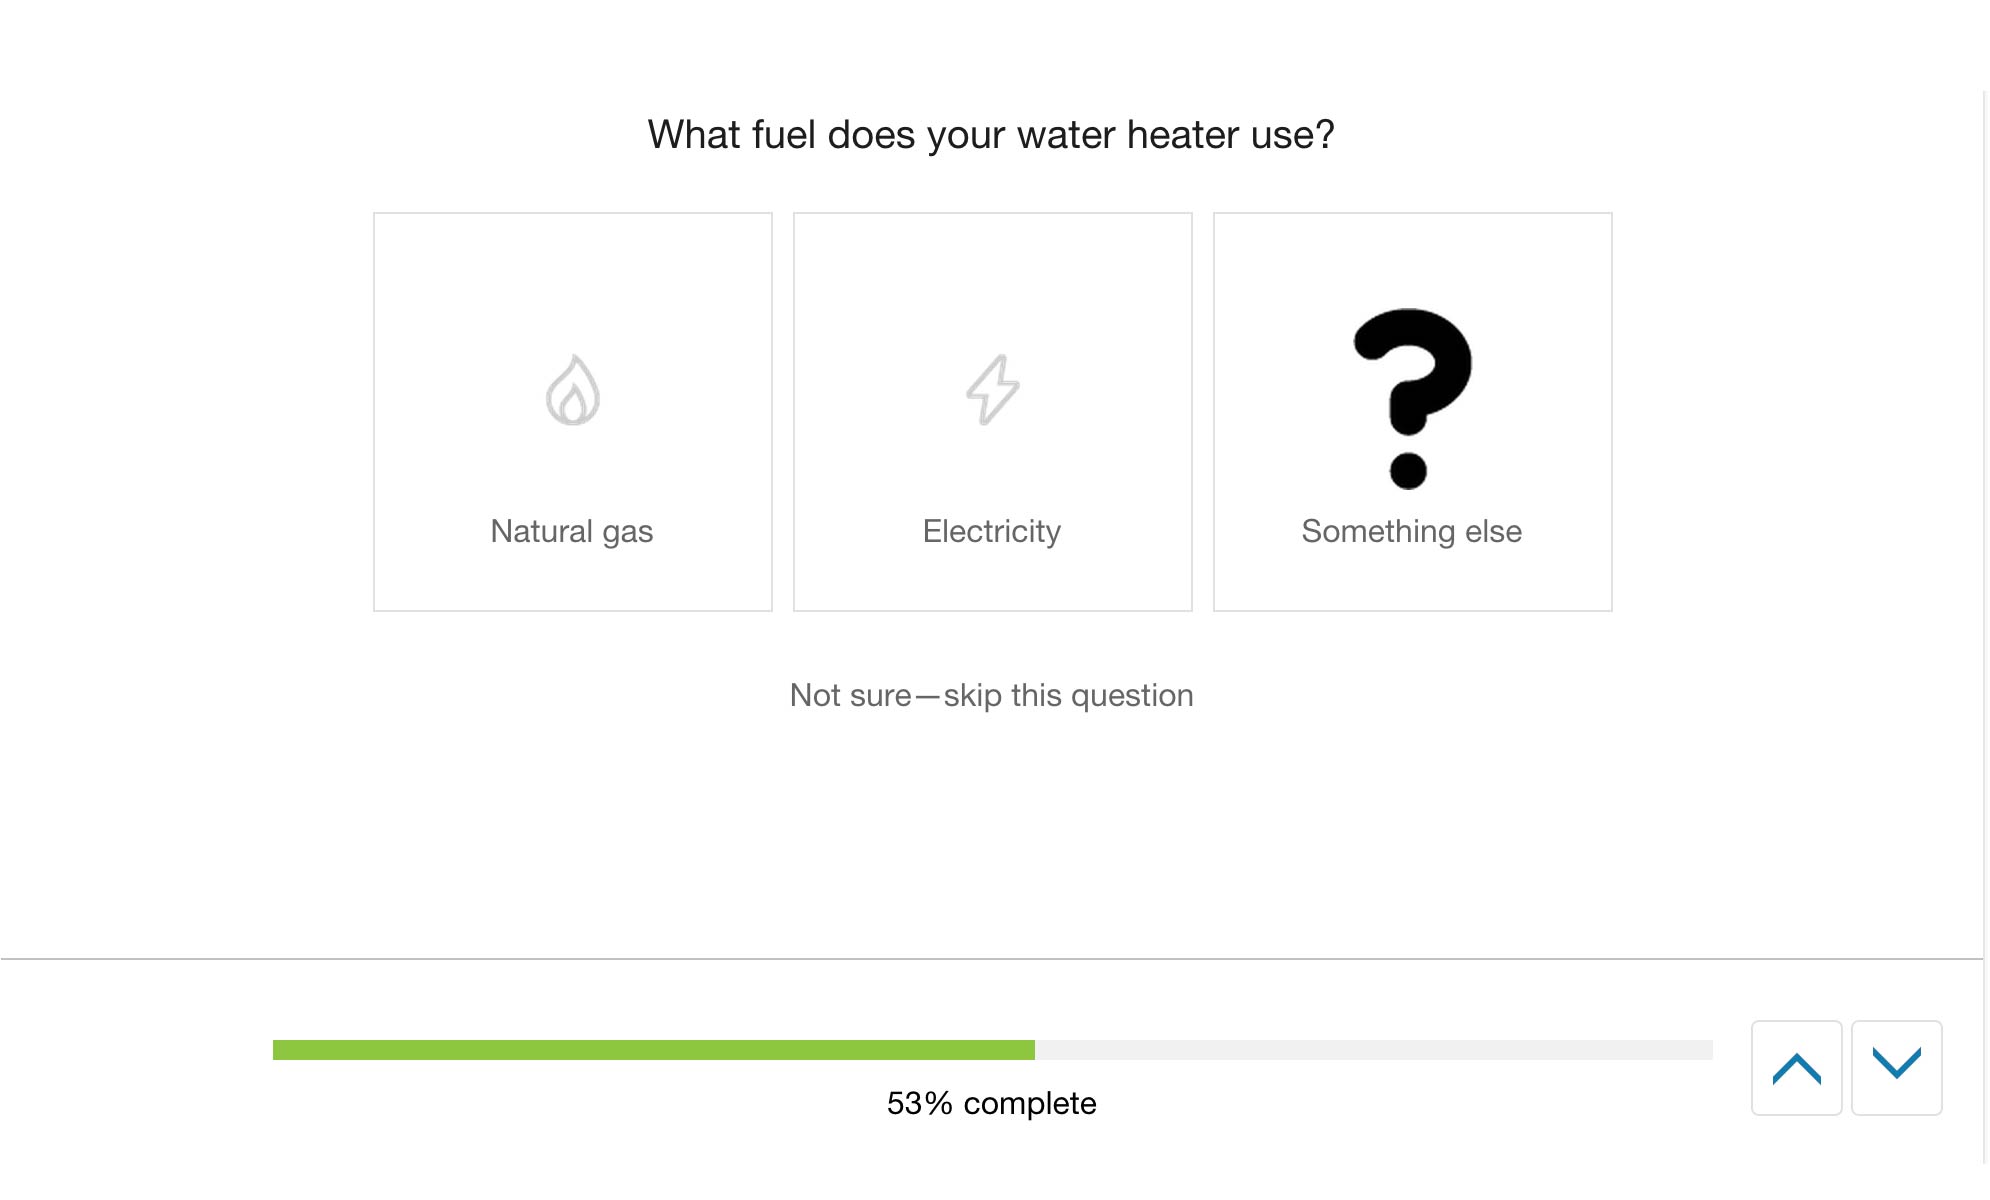 What fuel does your water heater use?
Natural gas
Electricity
Something else
Not sure—skip this question
53% complete